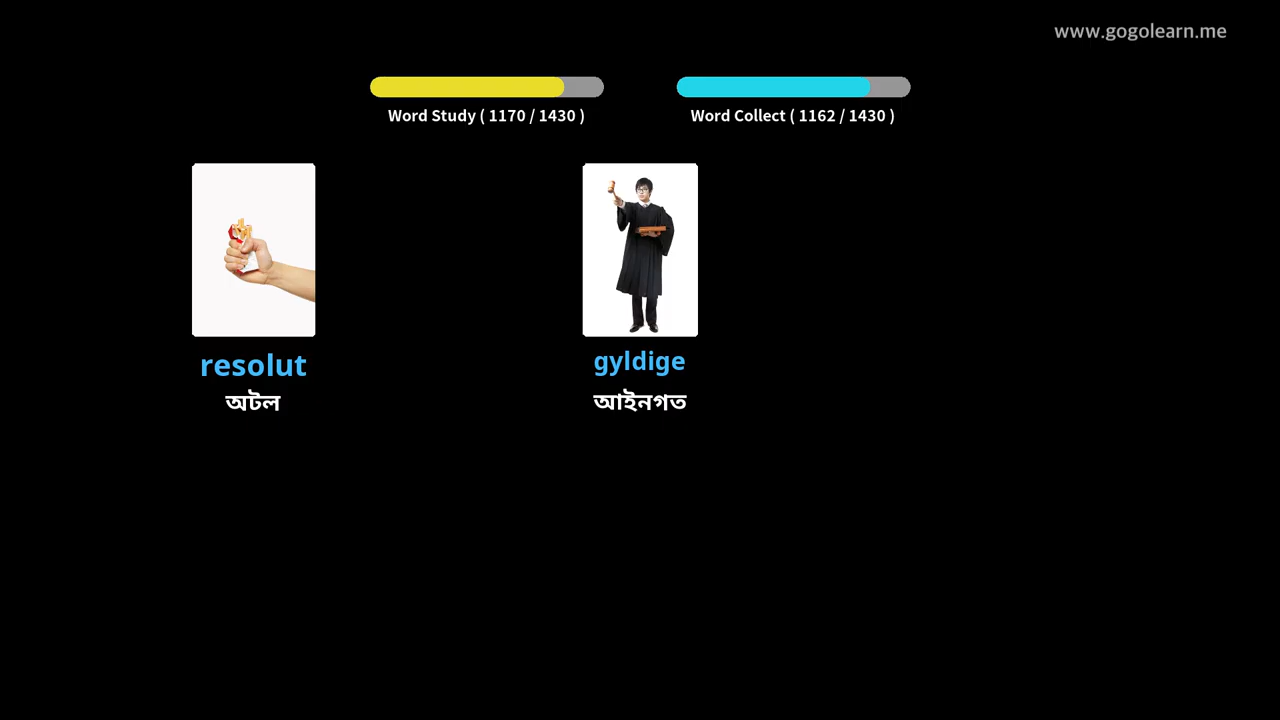 www.gogolearn.me
Word Study ( 1170 / 1430 )
Word Collect ( 1162 / 1430 )
resolut
অটল
gyldige
আইনগত